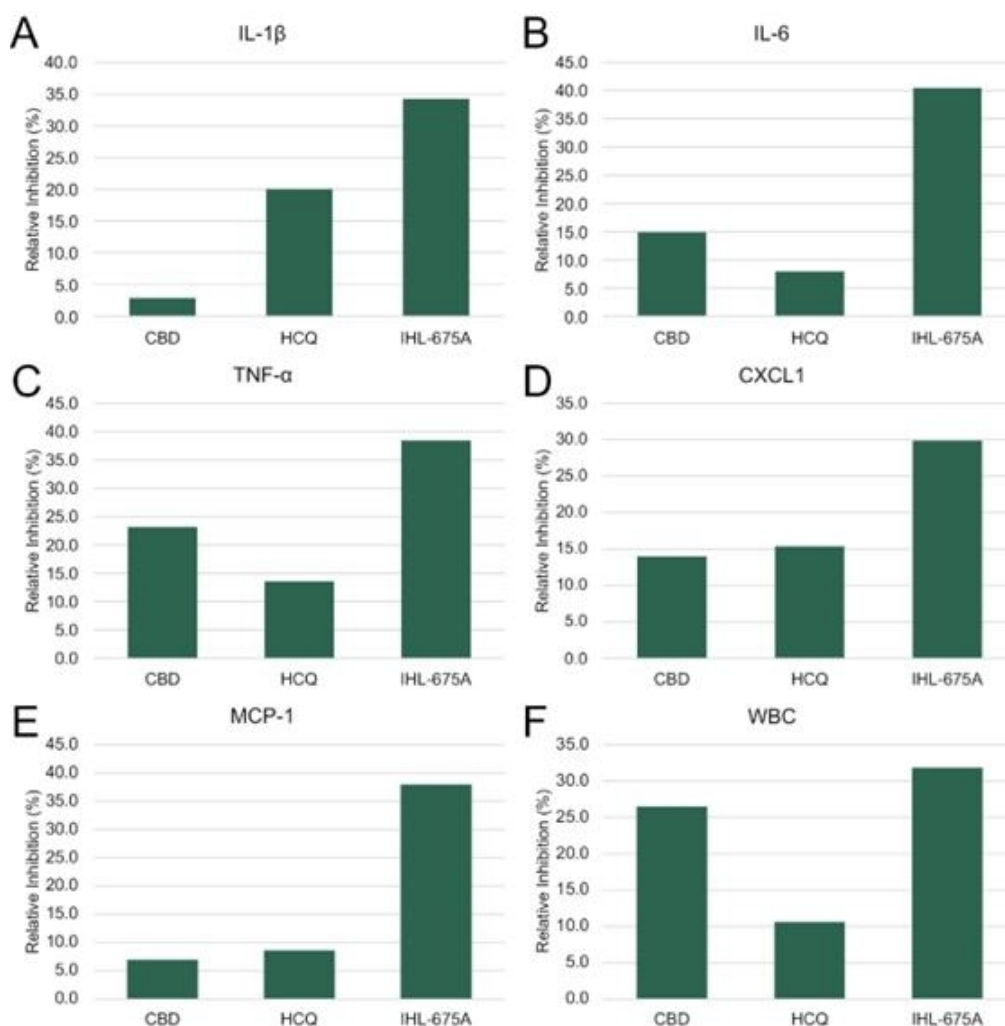 A
IL-1β
Relative Inhibition (%)
40.0
35.0
30.0
25.0
20.0
15.0
10.0
5.0
0.0
CBD HCQ IHL-675A
B
IL-6
Relative Inhibition (%)
45.0
40.0
35.0
30.0
25.0
20.0
15.0
10.0
5.0
0.0
CBD HCQ IHL-675A
C
TNF-α
Relative Inhibition (%)
45.0
40.0
35.0
30.0
25.0
20.0
15.0
10.0
5.0
0.0
CBD HCQ IHL-675A
D
CXCL1
Relative Inhibition (%)
35.0
30.0
25.0
20.0
15.0
10.0
5.0
0.0
CBD HCQ IHL-675A
E
MCP-1
Relative Inhibition (%)
45.0
40.0
35.0
30.0
25.0
20.0
15.0
10.0
5.0
0.0
CBD HCQ IHL-675A
F
WBC
Relative Inhibition (%)
35.0
30.0
25.0
20.0
15.0
10.0
5.0
0.0
CBD HCQ IHL-675A